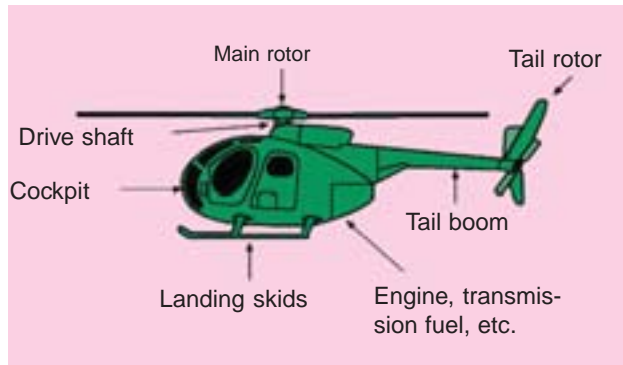 Main rotor
Tail rotor
Drive shaft
Cockpit
Tail boom
Landing skids
Engine, transmis-
sion fuel, etc.